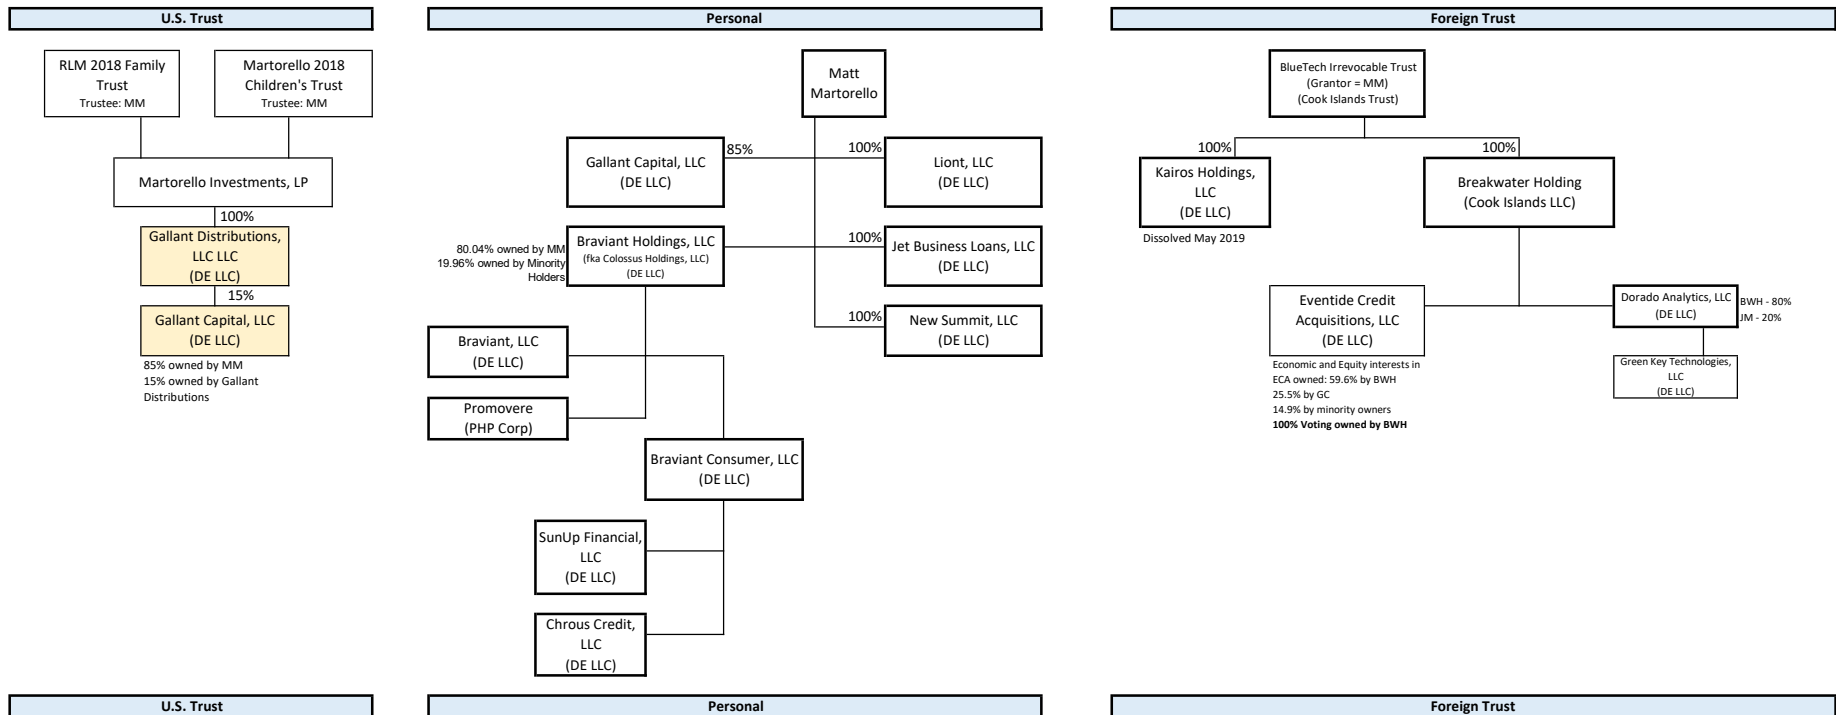 U.S. Trust
Personal
Foreign Trust
RLM 2018 Family
Trust
Trustee: MM
Martorello 2018
Children's Trust
Trustee: MM
Martorello Investments, LP
100%
Gallant Distributions,
LLC LLC
(DE LLC)
15%
Gallant Capital, LLC
(DE LLC)
85% owned by MM
15% owned by Gallant
Distributions
Matt
Martorello
Gallant Capital, LLC
(DE LLC)
85%
100%
Liont, LLC
(DE LLC)
80.04% owned by MM
19.96% owned by Minority
Holders
Braviant Holdings, LLC
(fka Colossus Holdings, LLC)
(DE LLC)
100%
Jet Business Loans, LLC
(DE LLC)
100%
New Summit, LLC
(DE LLC)
Braviant, LLC
(DE LLC)
Promovere
(PHP Corp)
Braviant Consumer, LLC
(DE LLC)
SunUp Financial,
LLC
(DE LLC)
Chrous Credit,
LLC
(DE LLC)
BlueTech Irrevocable Trust
(Grantor = MM)
(Cook Islands Trust)
100%
100%
Kairos Holdings,
LLC
(DE LLC)
Dissolved May 2019
Breakwater Holding
(Cook Islands LLC)
Eventide Credit
Acquisitions, LLC
(DE LLC)
Economic and Equity interests in
ECA owned: 59.6% by BWH
25.5% by GC
14.9% by minority owners
100% Voting owned by BWH
Dorado Analytics, LLC
(DE LLC)
BWH - 80%
JM - 20%
Green Key Technologies,
LLC
(DE LLC)
U.S. Trust
Personal
Foreign Trust